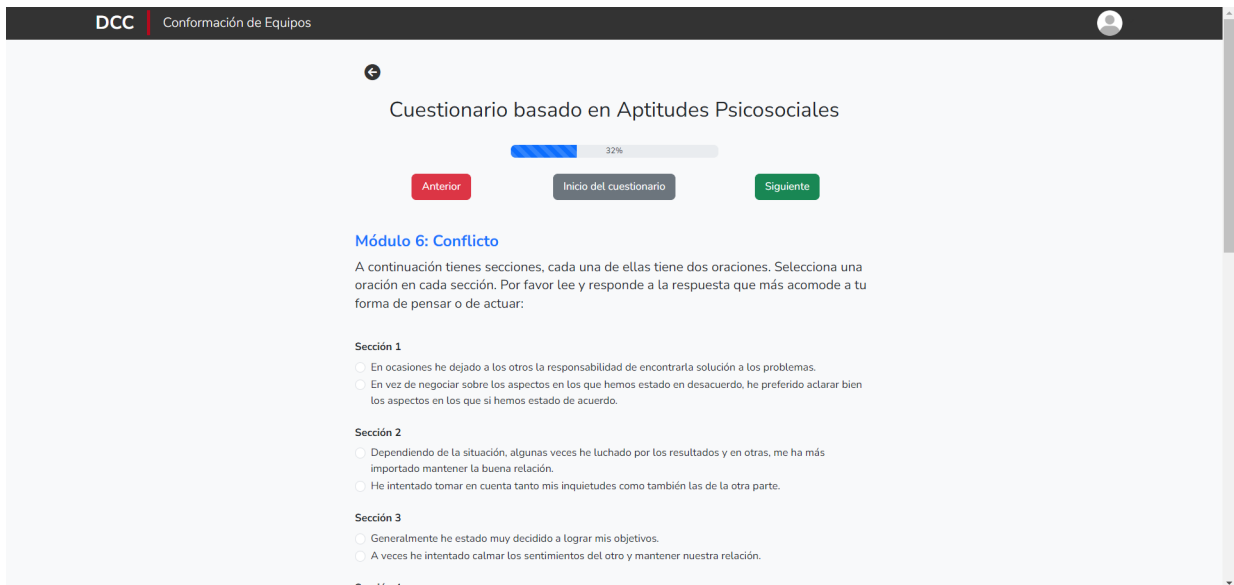 DCC Conformación de Equipos
Cuestionario basado en Aptitudes Psicosociales
32%
Anterior Inicio del cuestionario Siguiente
Módulo 6: Conflicto
A continuación tienes secciones, cada una de ellas tiene dos oraciones. Selecciona una
oración en cada sección. Por favor lee y responde a la respuesta que más acomode a tu
forma de pensar o de actuar:
Sección 1
En ocasiones he dejado a los otros la responsabilidad de encontrarla solución a los problemas.
En vez de negociar sobre los aspectos en los que hemos estado en desacuerdo, he preferido aclarar bien
los aspectos en los que si hemos estado de acuerdo.
Sección 2
Dependiendo de la situación, algunas veces he luchado por los resultados y en otras, me ha más
importado mantener la buena relación.
He intentado tomar en cuenta tanto mis inquietudes como también las de la otra parte.
Sección 3
Generalmente he estado muy decidido a lograr mis objetivos.
A veces he intentado calmar los sentimientos del otro y mantener nuestra relación.